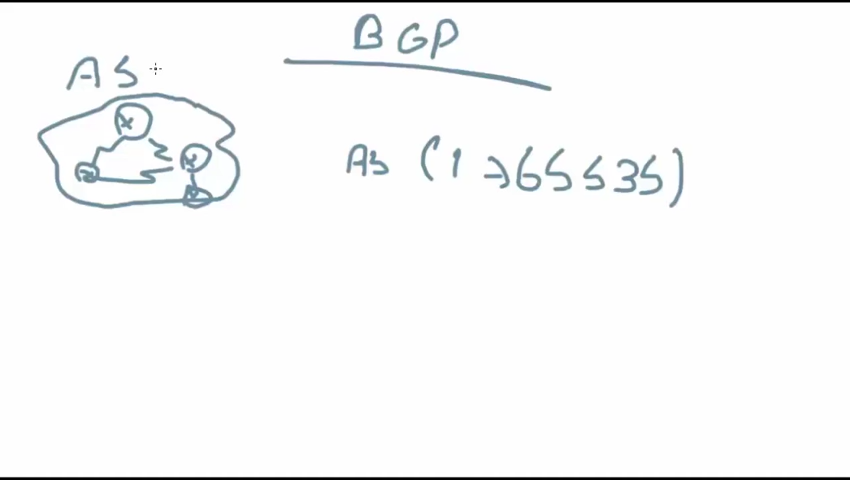 BGP
AS
AS (1 → 65535)
x
x